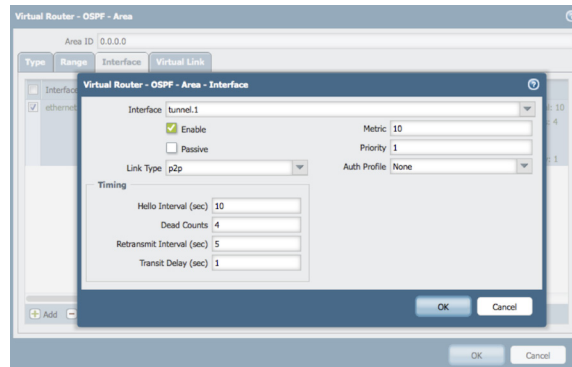 Virtual Router - OSPF - Area
Area ID 0.0.0.0
Type Range Interface Virtual Link
Interface
ethernet
Virtual Router - OSPF - Area - Interface
Interface tunnel.1
Enable
Passive
Link Type p2p
Metric 10
Priority 1
Auth Profile None
Timing
Hello Interval (sec) 10
Dead Counts 4
Retransmit Interval (sec) 5
Transit Delay (sec) 1
OK Cancel
Add
OK Cancel